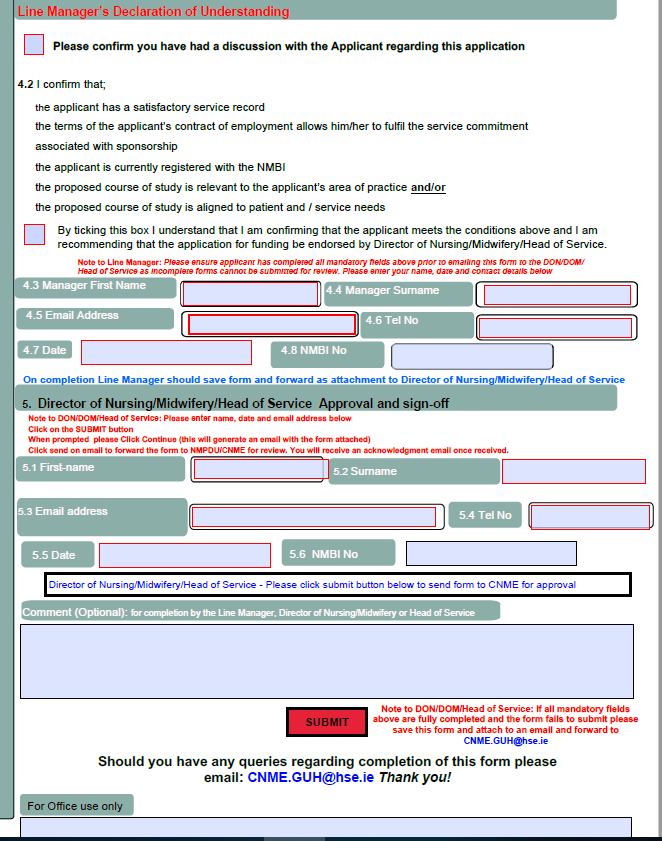 Line Manager's Declaration of Understanding
Please confirm you have had a discussion with the Applicant regarding this application
4.2 I confirm that;
the applicant has a satisfactory service record
the terms of the applicant's contract of employment allows him/her to fulfil the service commitment
associated with sponsorship
the applicant is currently registered with the NMBI
the proposed course of study is relevant to the applicant's area of practice and/or
the proposed course of study is aligned to patient and / service needs
By ticking this box I understand that I am confirming that the applicant meets the conditions above and I am
recommending that the application for funding be endorsed by Director of Nursing/Midwifery/Head of Service.
Note to Line Manager: Please ensure applicant has completed all mandatory fields above prior to emailing this form to the DON/DOM/
Head of Service as incomplete forms cannot be submitted for review. Please enter your name, date and contact details below
4.3 Manager First Name
4.4 Manager Surname
4.5 Email Address
4.6 Tel No
4.7 Date
4.8 NMBI No
On completion Line Manager should save form and forward as attachment to Director of Nursing/Midwifery/Head of Service
5. Director of Nursing/Midwifery/Head of Service Approval and sign-off
Note to DON/DOM/Head of Service: Please enter name, date and email address below
Click on the SUBMIT button
When prompted please Click Continue (this will generate an email with the form attached)
Click send on email to forward the form to NMPDU/CNME for review. You will receive an acknowledgment email once received.
5.1 First-name
5.2 Surname
5.3 Email address
5.4 Tel No
5.5 Date
5.6 NMBI No
Director of Nursing/Midwifery/Head of Service - Please click submit button below to send form to CNME for approval
Comment (Optional): for completion by the Line Manager, Director of Nursing/Midwifery or Head of Service
SUBMIT
Note to DON/DOM/Head of Service: If all mandatory fields
above are fully completed and the form fails to submit please
save this form and attach to an email and forward to
CNME.GUH@hse.ie
Should you have any queries regarding completion of this form please
email: CNME.GUH@hse.ie Thank you!
For Office use only